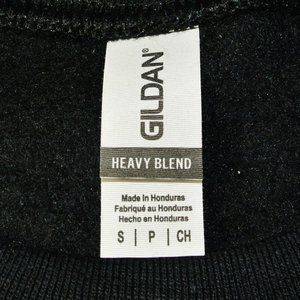 GILDAN®
HEAVY BLEND
Made In Honduras
Fabriqué au Honduras
Hecho en Honduras
S | P | CH